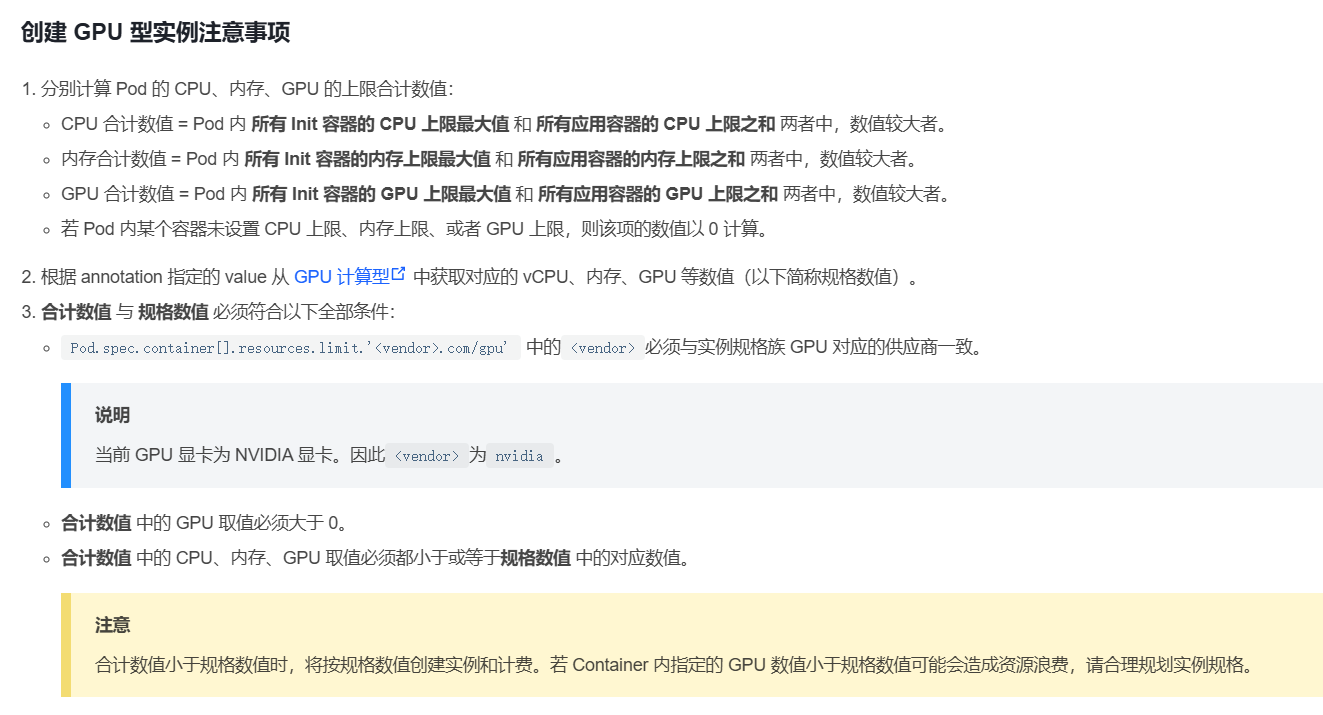 创建 GPU 型实例注意事项
1. 分别计算 Pod 的 CPU、内存、GPU 的上限合计数值：
CPU 合计数值 = Pod 内 所有 Init 容器的 CPU 上限最大值 和 所有应用容器的 CPU 上限之和 两者中，数值较大者。
内存合计数值 = Pod 内 所有 Init 容器的内存上限最大值 和 所有应用容器的内存上限之和 两者中，数值较大者。
GPU 合计数值 = Pod 内 所有 Init 容器的 GPU 上限最大值 和 所有应用容器的 GPU 上限之和 两者中，数值较大者。
若 Pod 内某个容器未设置 CPU 上限、内存上限、或者 GPU 上限，则该项的数值以 0 计算。
2. 根据 annotation 指定的 value 从 GPU 计算型 中获取对应的 vCPU、内存、GPU 等数值（以下简称规格数值）。
3. 合计数值 与 规格数值 必须符合以下全部条件：
Pod.spec.container[].resources.limit.'<vendor>.com/gpu' 中的 <vendor> 必须与实例规格族 GPU 对应的供应商一致。
说明
当前 GPU 显卡为 NVIDIA 显卡。因此 <vendor> 为 nvidia 。
合计数值 中的 GPU 取值必须大于 0。
合计数值 中的 CPU、内存、GPU 取值必须都小于或等于规格数值 中的对应数值。
注意
合计数值小于规格数值时，将按规格数值创建实例和计费。若 Container 内指定的 GPU 数值小于规格数值可能会造成资源浪费，请合理规划实例规格。